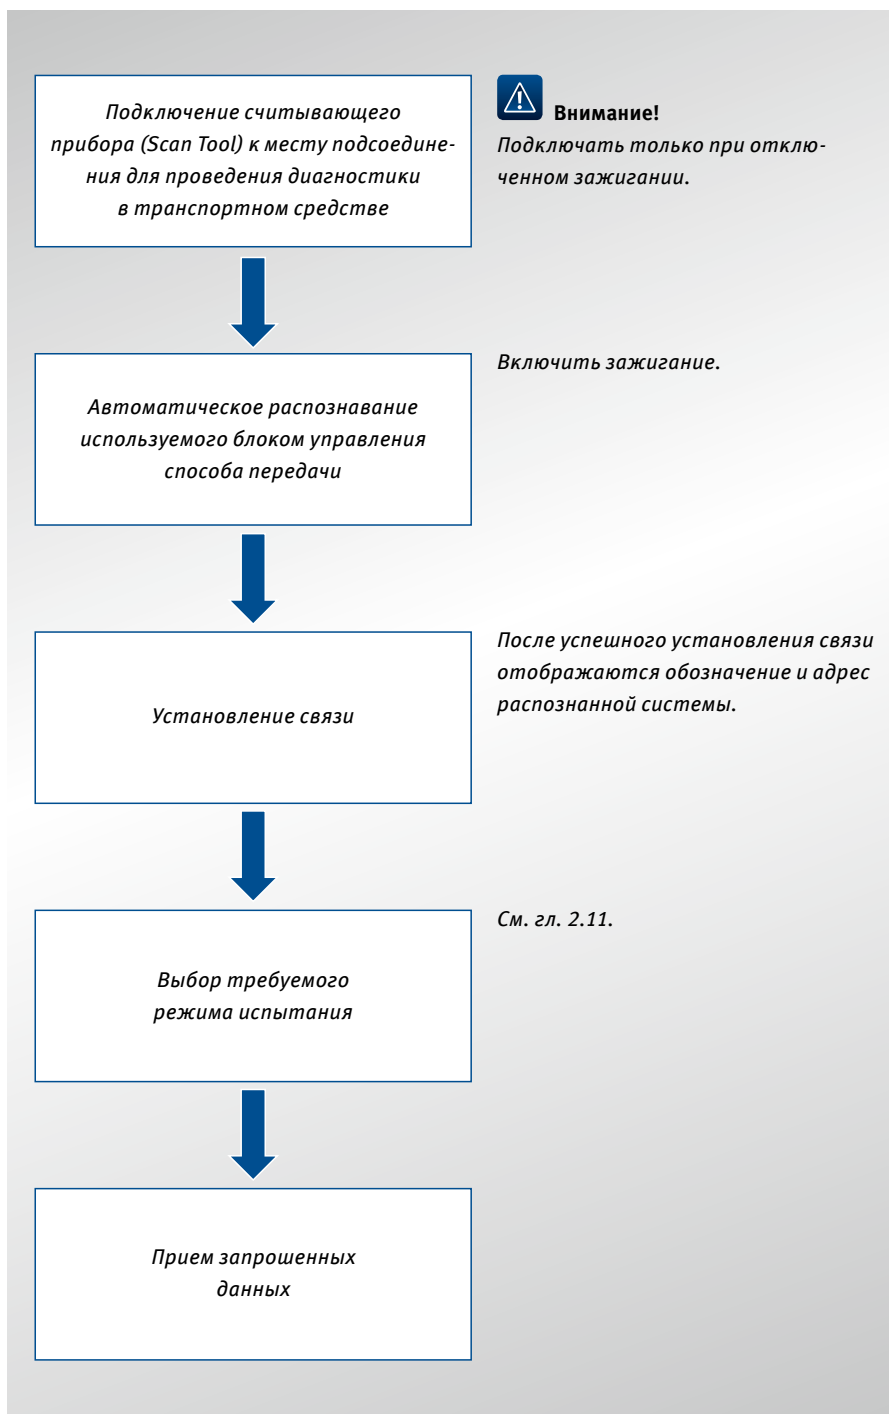 Подключение считывающего
прибора (Scan Tool) к месту подсоедине-
ния для проведения диагностики
в транспортном средстве
Внимание!
Подключать только при отклю-
ченном зажигании.
Автоматическое распознавание
используемого блоком управления
способа передачи
Включить зажигание.
Установление связи
После успешного установления связи
отображаются обозначение и адрес
распознанной системы.
Выбор требуемого
режима испытания
См. гл. 2.11.
Прием запрошенных
данных